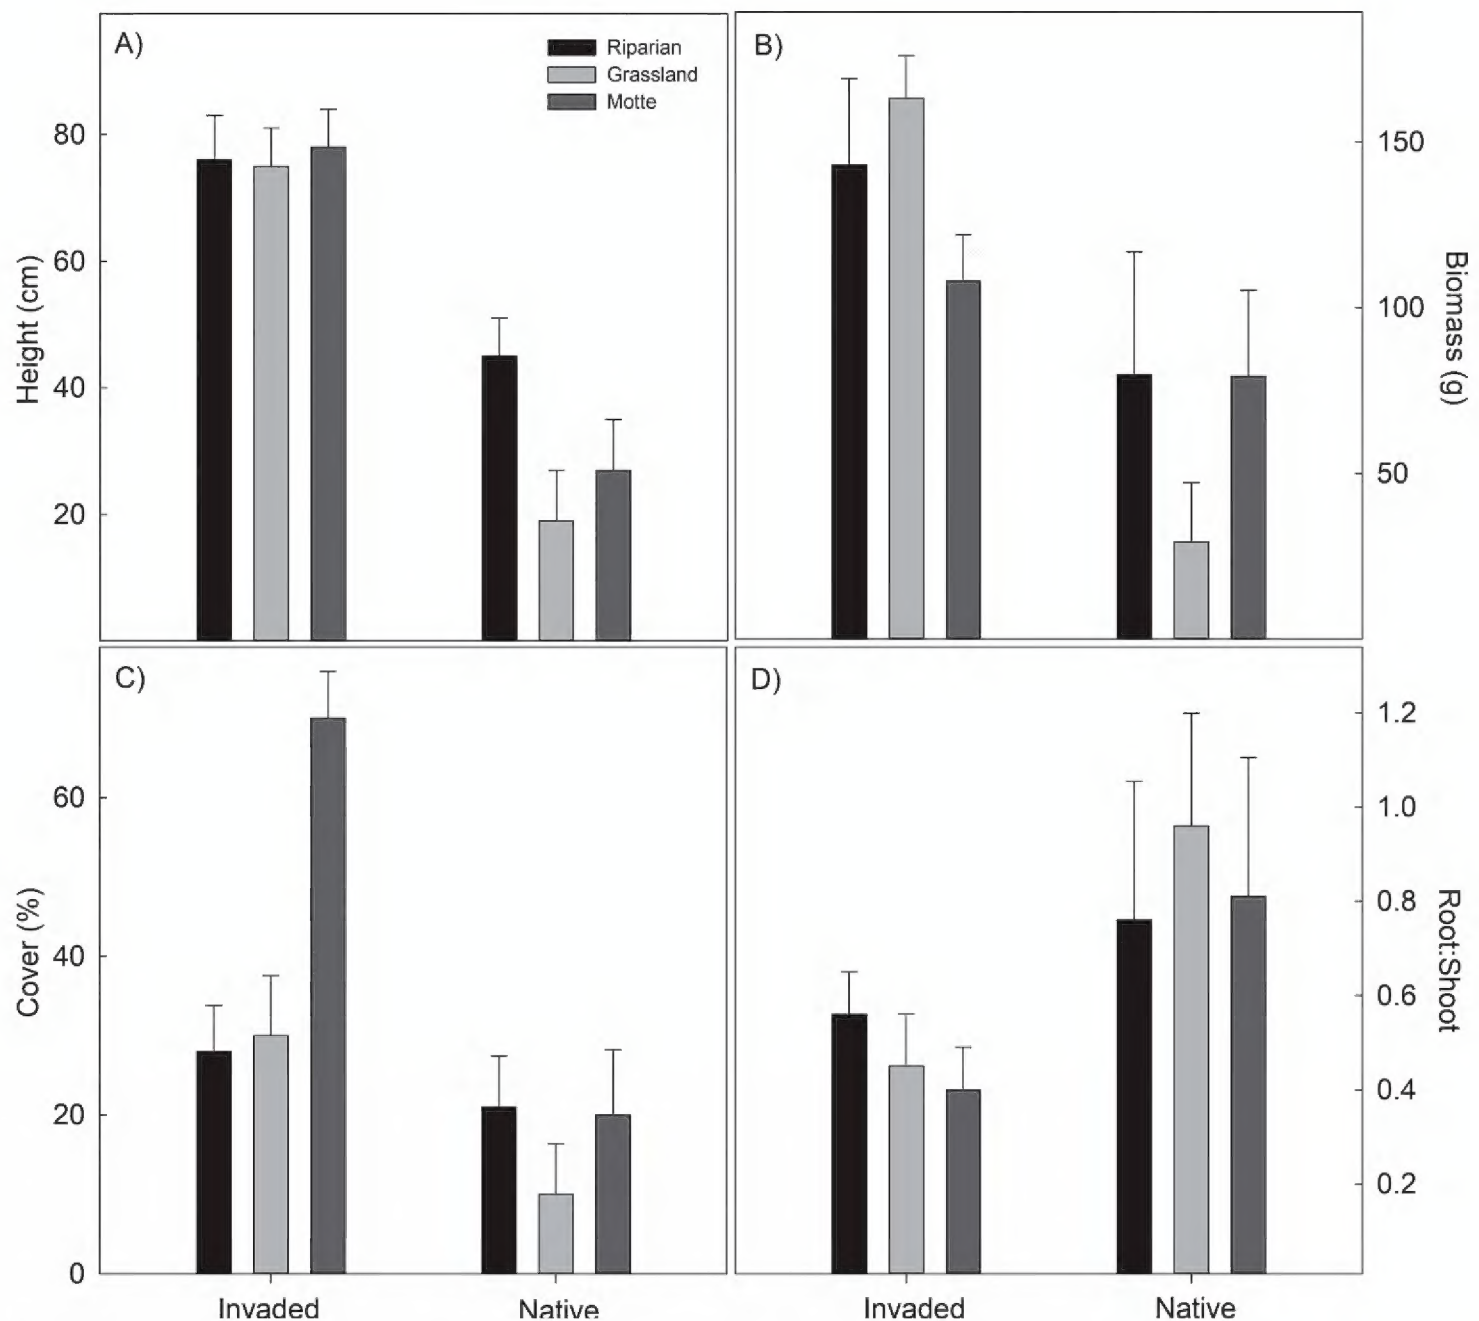 A)
Riparian
Grassland
Motte
80
60
40
20
Height (cm)
B)
150
100
50
Biomass (g)
C)
60
40
20
0
Cover (%)
Invaded
Native
D)
1.2
1.0
0.8
0.6
0.4
0.2
Root:Shoot
Invaded
Native